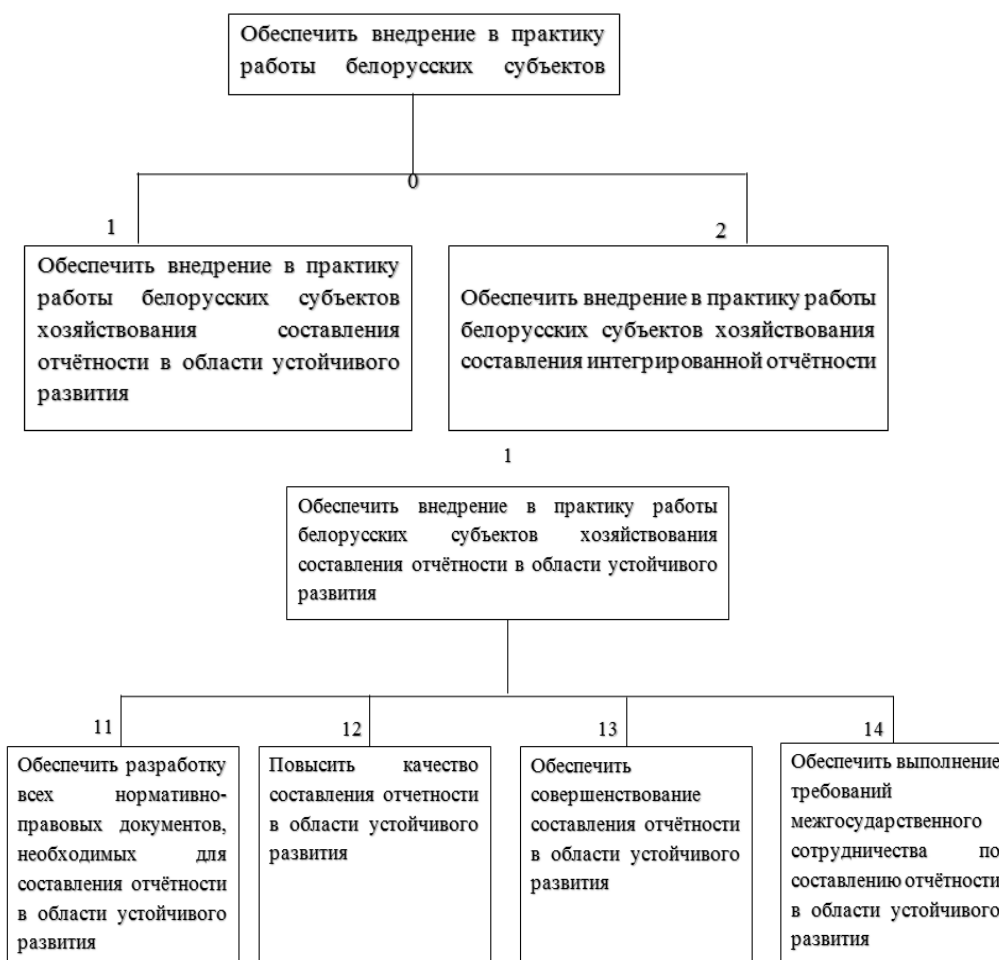 Обеспечить внедрение в практику
работы белорусских субъектов
0
1
2
Обеспечить внедрение в практику
работы белорусских субъектов
хозяйствования составления
отчётности в области устойчивого
развития
Обеспечить внедрение в практику работы
белорусских субъектов хозяйствования
составления интегрированной отчётности
1
Обеспечить внедрение в практику работы
белорусских субъектов хозяйствования
составления отчётности в области устойчивого
развития
11
12
13
14
Обеспечить разработку
всех нормативно-
правовых документов,
необходимых для
составления отчётности
в области устойчивого
развития
Повысить качество
составления отчетности
в области устойчивого
развития
Обеспечить
совершенствование
составления отчётности
в области устойчивого
развития
Обеспечить выполнение
требований
межгосударственного
сотрудничества по
составлению отчётности
в области устойчивого
развития